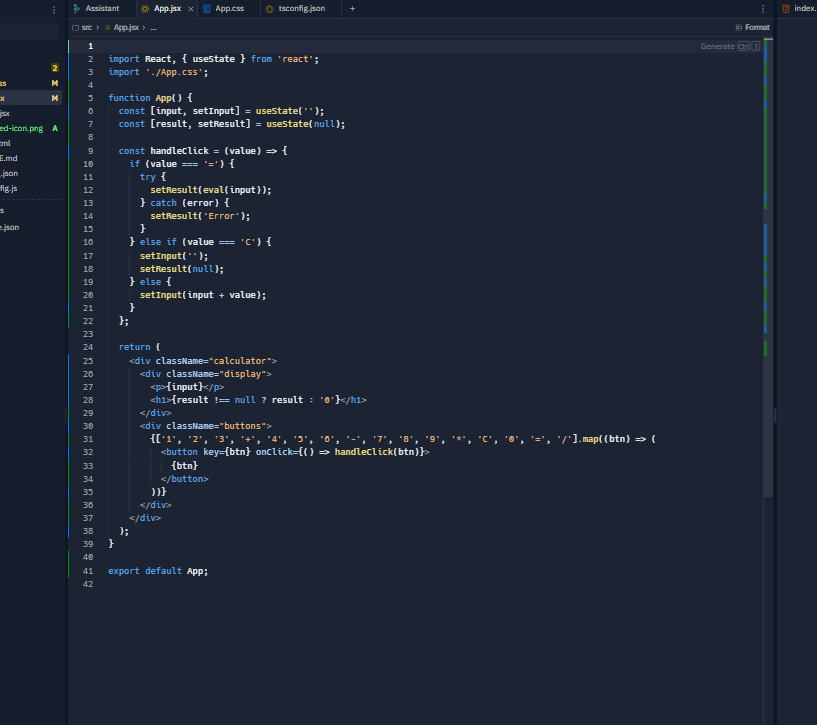 Assistant
App.jsx ×
App.css
tsconfig.json
+
index.
src > App.jsx > ...
Format
Generate Ctrl I
2
ss M
x M
jsx
ed-icon.png A
tml
E.md
.json
fig.js
s
e.json
1
2 import React, { useState } from 'react';
3 import './App.css';
4
5 function App() {
6 const [input, setInput] = useState('');
7 const [result, setResult] = useState(null);
8
9 const handleClick = (value) => {
10 if (value === '=') {
11 try {
12 setResult(eval(input));
13 } catch (error) {
14 setResult('Error');
15 }
16 } else if (value === 'C') {
17 setInput('');
18 setResult(null);
19 } else {
20 setInput(input + value);
21 }
22 };
23
24 return (
25 <div className="calculator">
26 <div className="display">
27 <p>{input}</p>
28 <h1>{result !== null ? result : '0'}</h1>
29 </div>
30 <div className="buttons">
31 {['1', '2', '3', '+', '4', '5', '6', '-', '7', '8', '9', '*', 'C', '0', '=', '/'].map((btn) => (
32 <button key={btn} onClick={() => handleClick(btn)}>
33 {btn}
34 </button>
35 ))}
36 </div>
37 </div>
38 );
39 }
40
41 export default App;
42